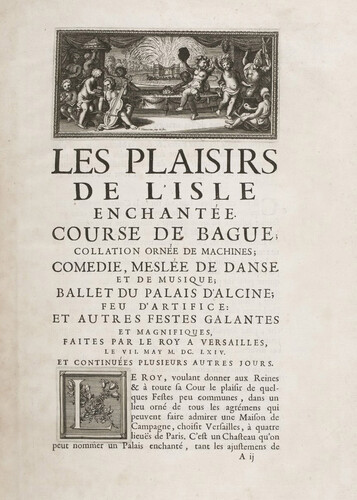 LES PLAISIRS
DE L'ISLE
ENCHANTÉE.
COURSE DE BAGUE;
COLLATION ORNÉE DE MACHINES;
COMEDIE, MESLÉE DE DANSE
ET DE MUSIQUE;
BALLET DU PALAIS D'ALCINE;
FEU D'ARTIFICE:
ET AUTRES FESTES GALANTES
ET MAGNIFIQUES,
FAITES PAR LE ROY A VERSAILLES,
LE VII. MAY M. DC. LXIV.
ET CONTINUÉES PLUSIEURS AUTRES JOURS.
LE ROY, voulant donner aux Reines
& à toute sa Cour le plaisir de quel-
ques Festes peu communes, dans un
lieu orné de tous les agrémens qui
peuvent faire admirer une Maison de
Campagne, choisit Versailles, à quatre
lieuës de Paris. C'est un Chasteau qu'on
peut nommer un Palais enchanté, tant les ajustemens de
A ij